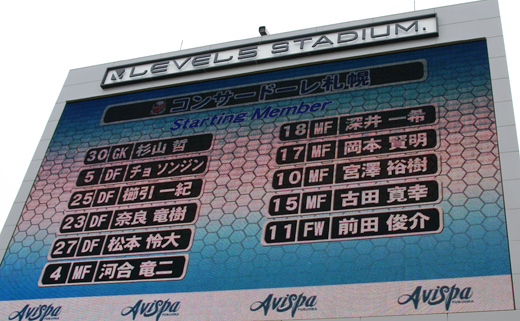 LEVEL5 STADIUM.
コンサドーレ札幌
Starting Member
30 GK 杉山 哲
5 DF チョ ソンジン
25 DF 櫛引 一紀
23 DF 奈良 竜樹
27 DF 松本 怜大
4 MF 河合 竜二
18 MF 深井 一希
17 MF 岡本 賢明
10 MF 宮澤 裕樹
15 MF 古田 寛幸
11 FW 前田 俊介
Avispa FUKUOKA
Avispa FUKUOKA
Avispa FUKUOKA
Avispa FUKUOKA